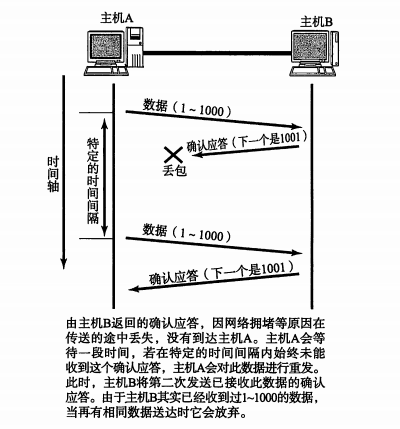 主机A
主机B
数据（1～1000）
确认应答（下一个是1001）
丢包
特定的时间间隔
时间轴
数据（1～1000）
确认应答（下一个是1001）
由主机B返回的确认应答，因网络拥堵等原因在
传送的途中丢失，没有到达主机A。主机A会等
待一段时间，若在特定的时间间隔内始终未能
收到这个确认应答，主机A会对此数据进行重发。
此时，主机B将第二次发送已接收此数据的确认
应答。由于主机B其实已经收到过1~1000的数据，
当再有相同数据送达时它会放弃。